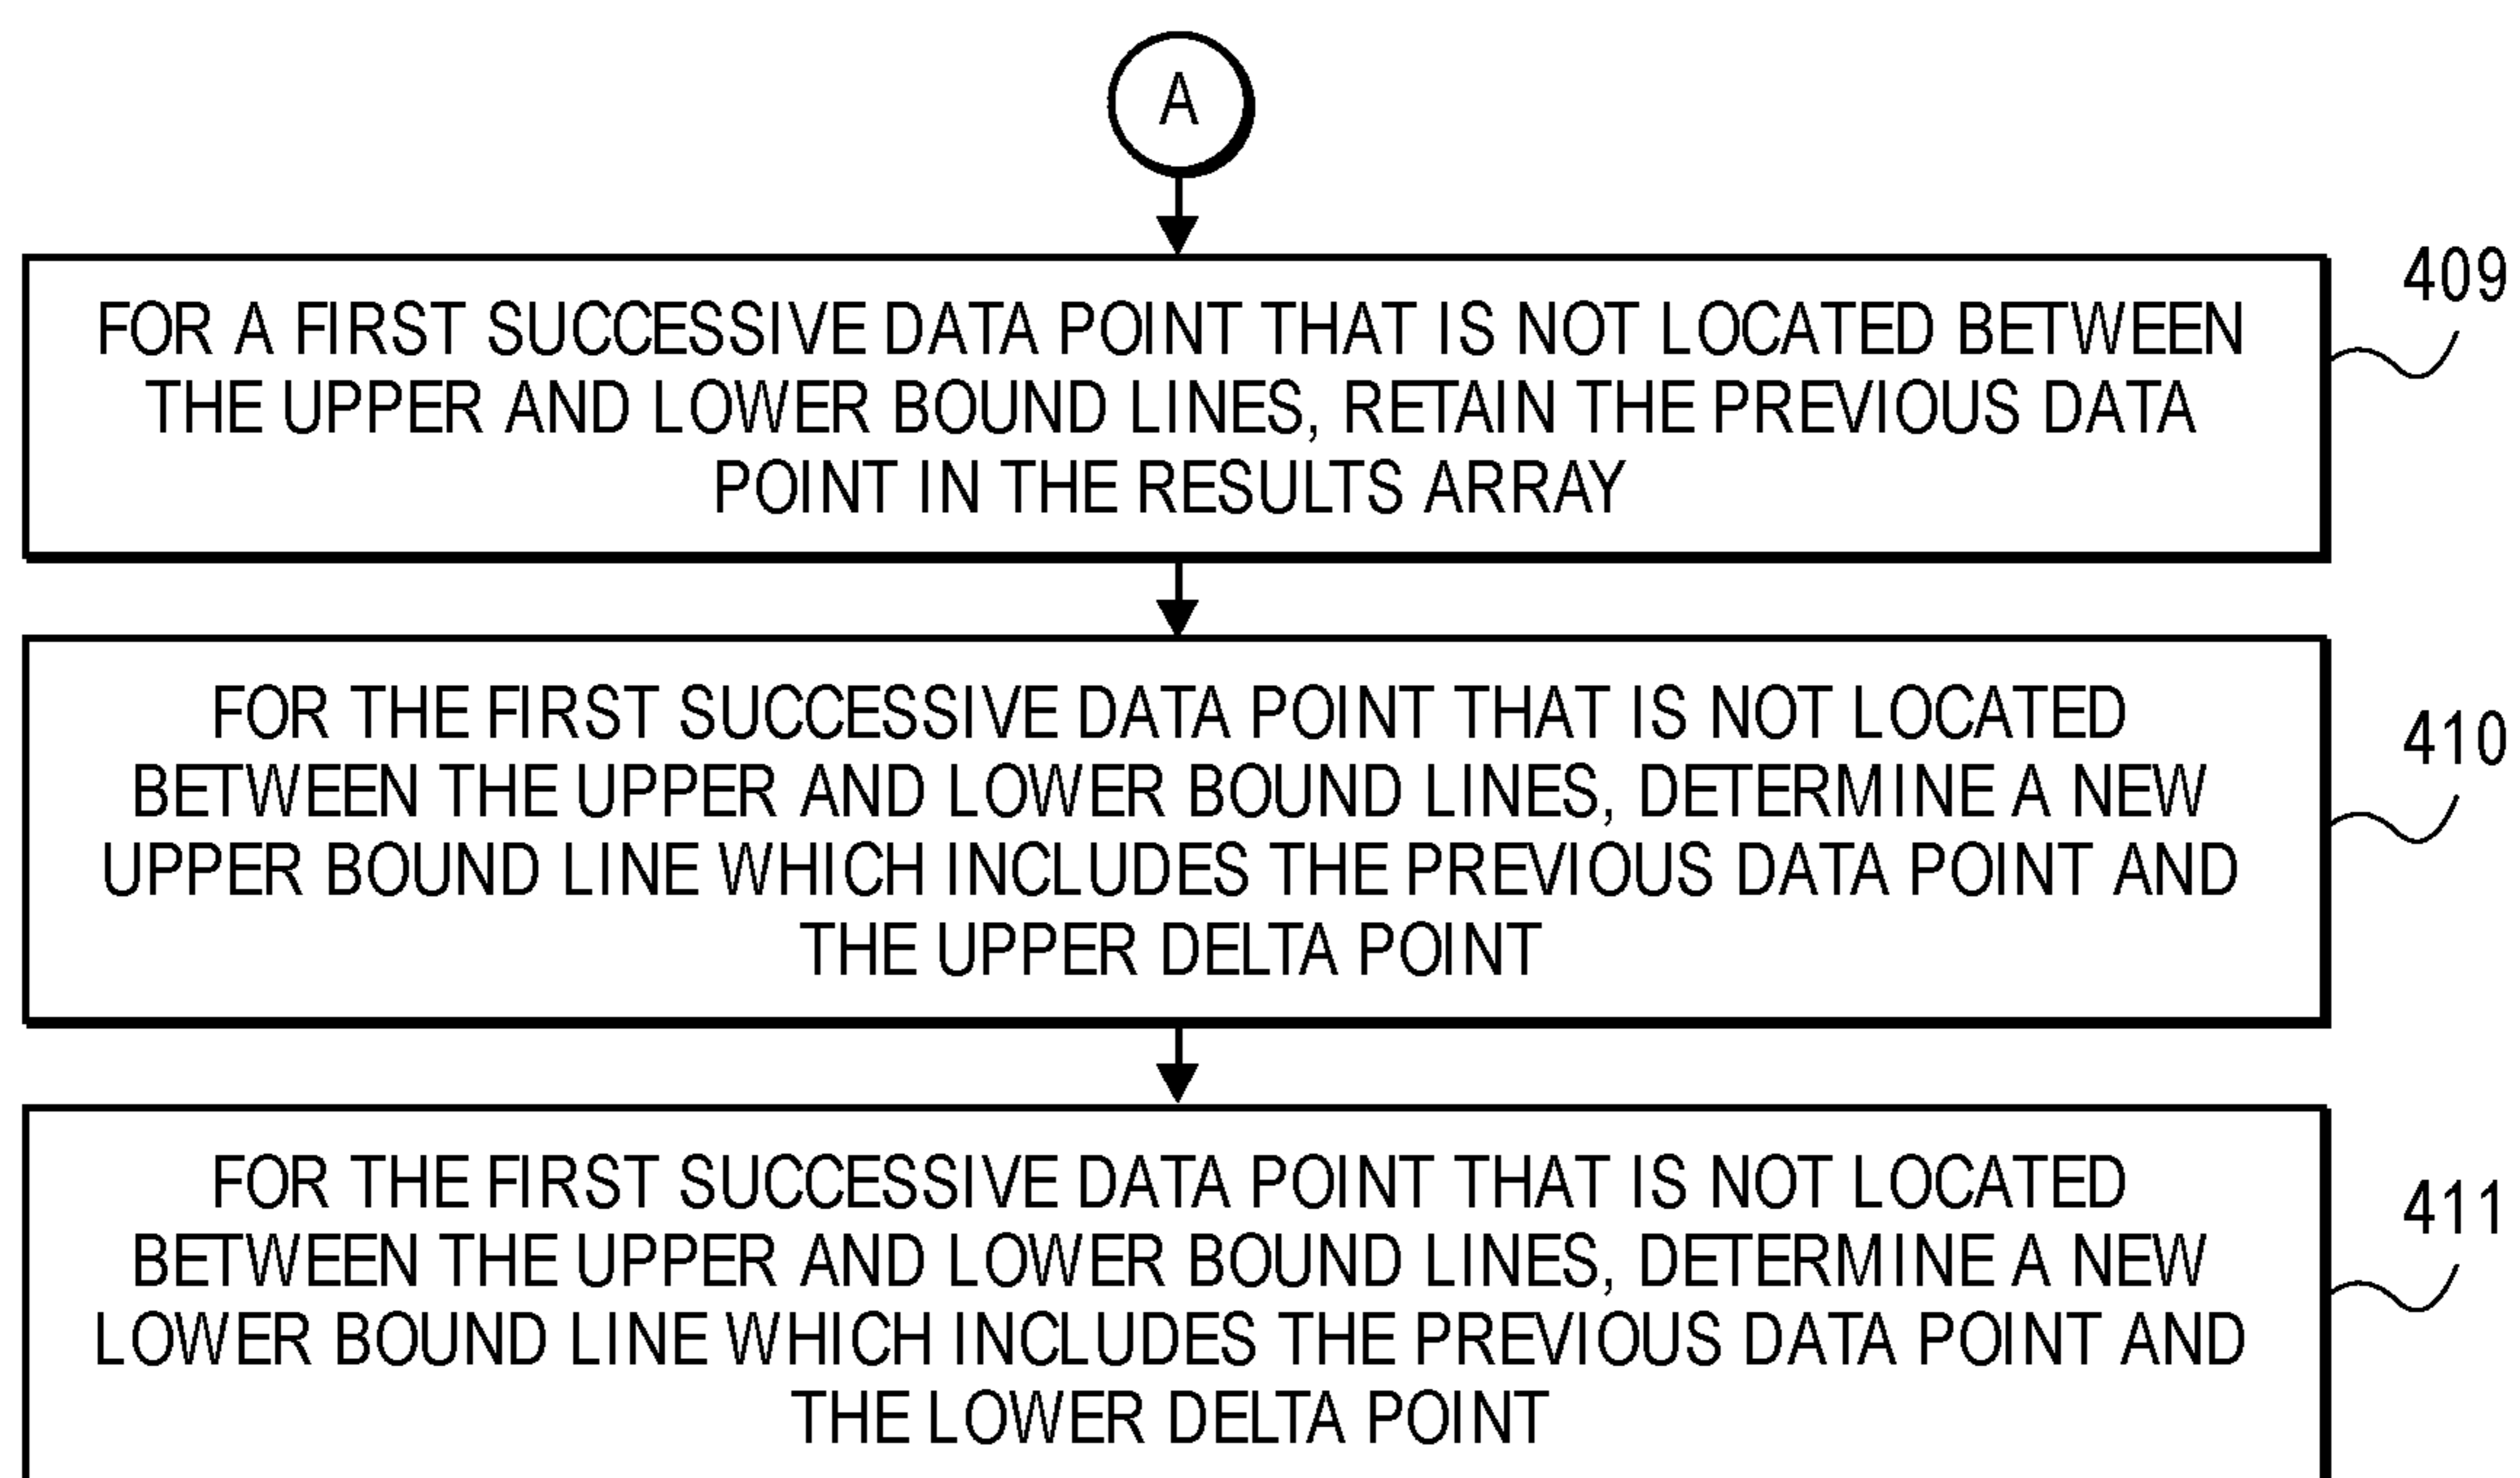 A
409
FOR A FIRST SUCCESSIVE DATA POINT THAT IS NOT LOCATED BETWEEN
THE UPPER AND LOWER BOUND LINES, RETAIN THE PREVIOUS DATA
POINT IN THE RESULTS ARRAY
410
FOR THE FIRST SUCCESSIVE DATA POINT THAT IS NOT LOCATED
BETWEEN THE UPPER AND LOWER BOUND LINES, DETERMINE A NEW
UPPER BOUND LINE WHICH INCLUDES THE PREVIOUS DATA POINT AND
THE UPPER DELTA POINT
411
FOR THE FIRST SUCCESSIVE DATA POINT THAT IS NOT LOCATED
BETWEEN THE UPPER AND LOWER BOUND LINES, DETERMINE A NEW
LOWER BOUND LINE WHICH INCLUDES THE PREVIOUS DATA POINT AND
THE LOWER DELTA POINT